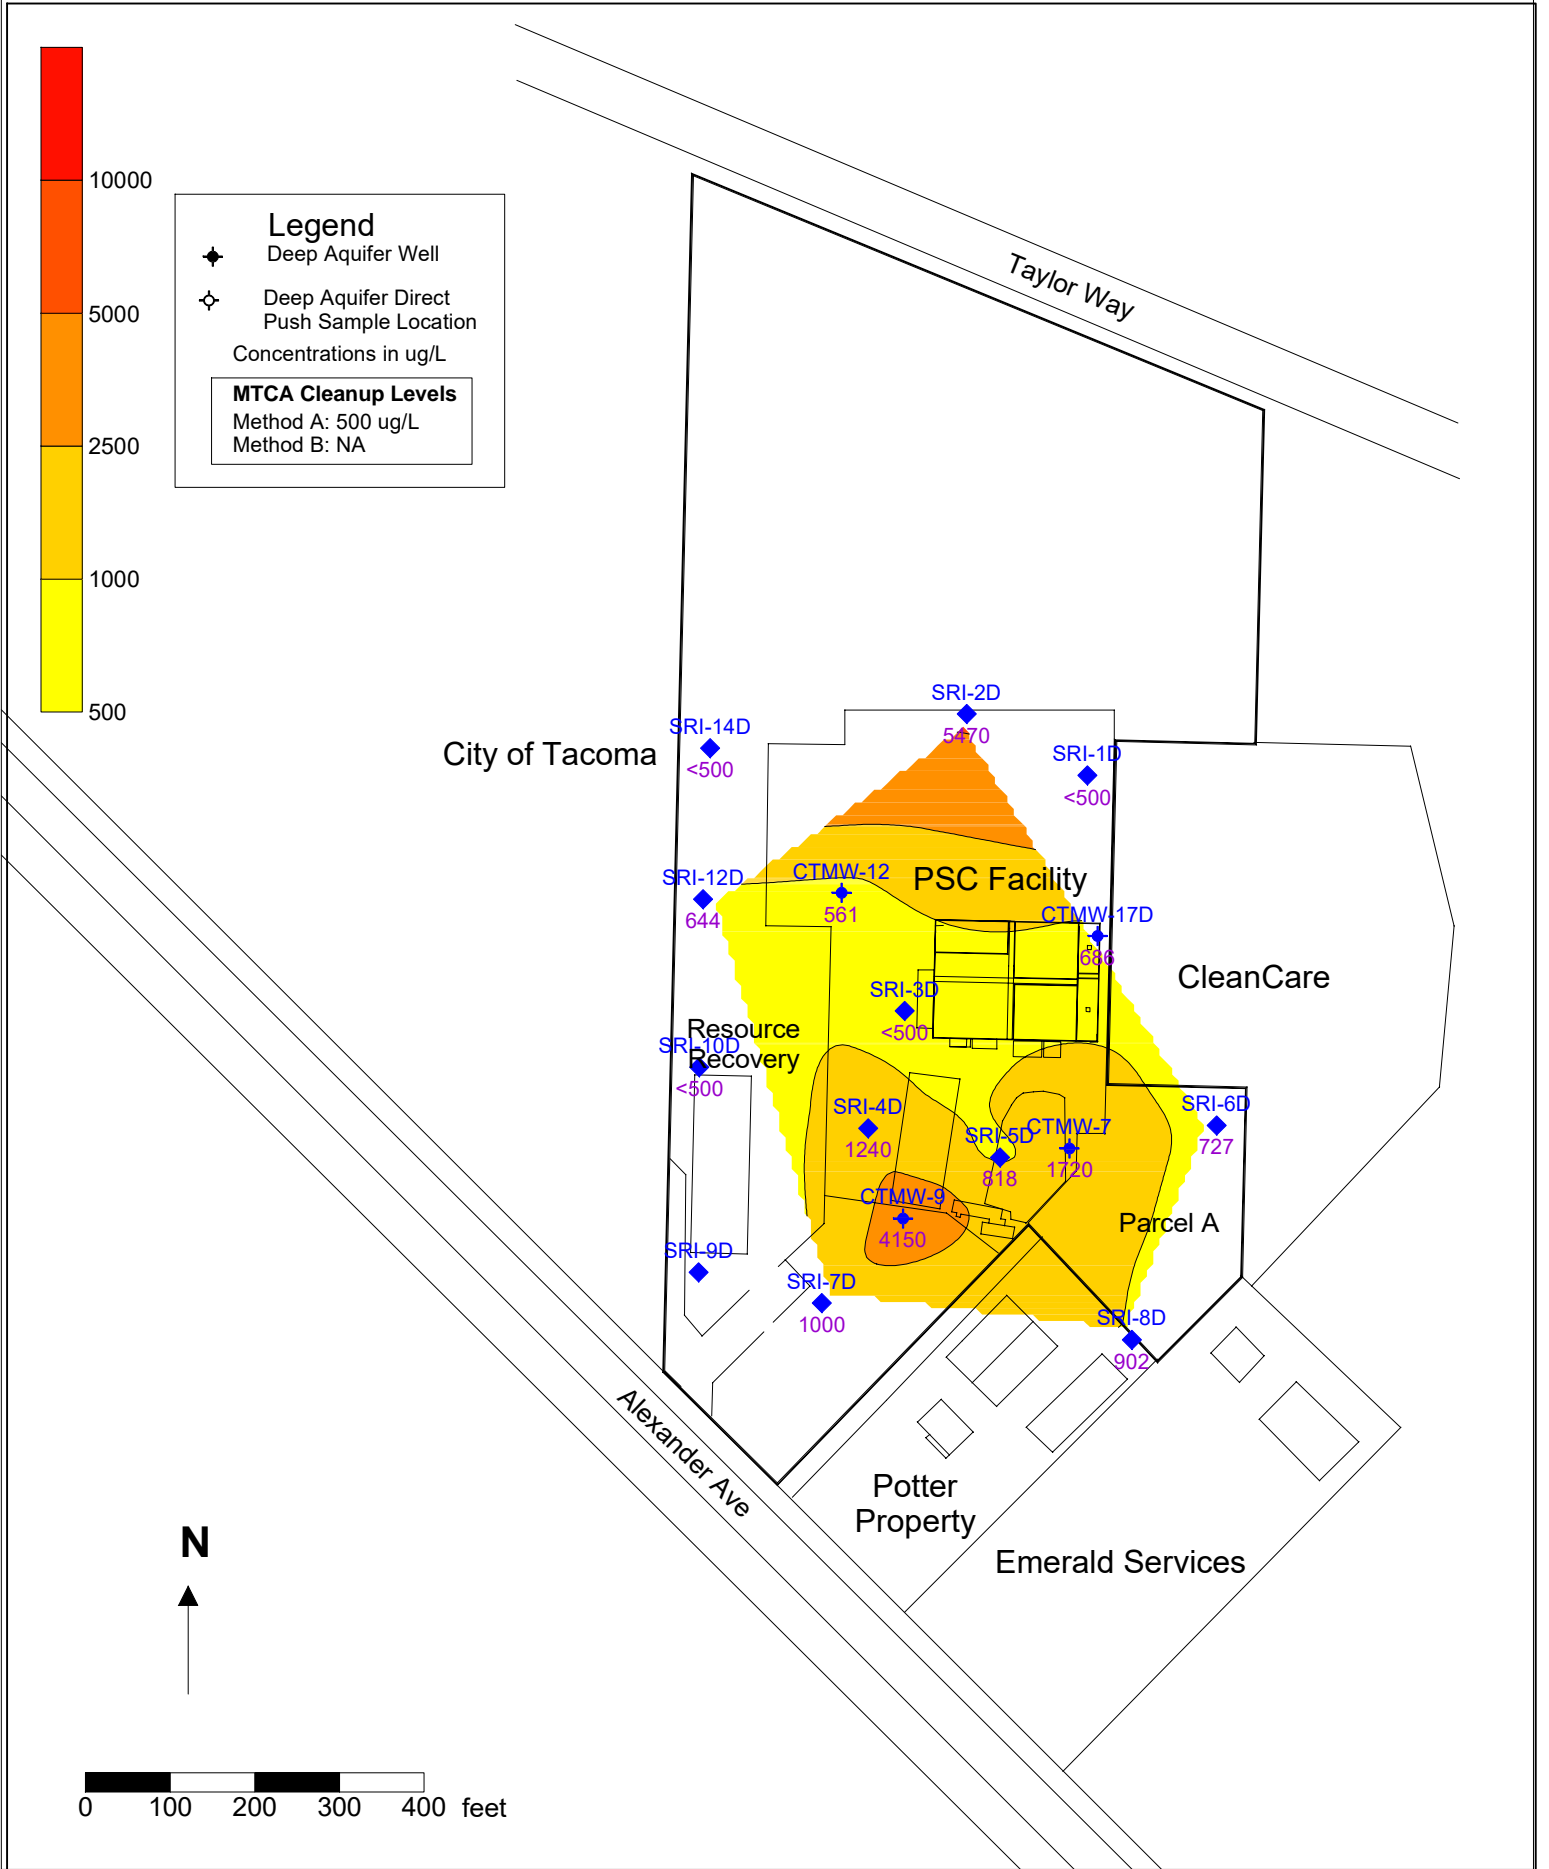 10000
5000
2500
1000
500
Legend
Deep Aquifer Well
Deep Aquifer Direct
Push Sample Location
Concentrations in ug/L
MTCA Cleanup Levels
Method A: 500 ug/L
Method B: NA
Taylor Way
City of Tacoma
SRI-2D
5470
SRI-14D
<500
SRI-1D
<500
PSC Facility
SRI-12D
644
CTMW-12
561
CTMW-17D
686
CleanCare
SRI-3D
<500
Resource
Recovery
SRI-10D
<500
SRI-4D
1240
SRI-5D
818
CTMW-7
1720
SRI-6D
727
CTMW-9
4150
Parcel A
SRI-9D
SRI-7D
1000
SRI-8D
902
Alexander Ave
Potter
Property
Emerald Services
N
0 100 200 300 400 feet